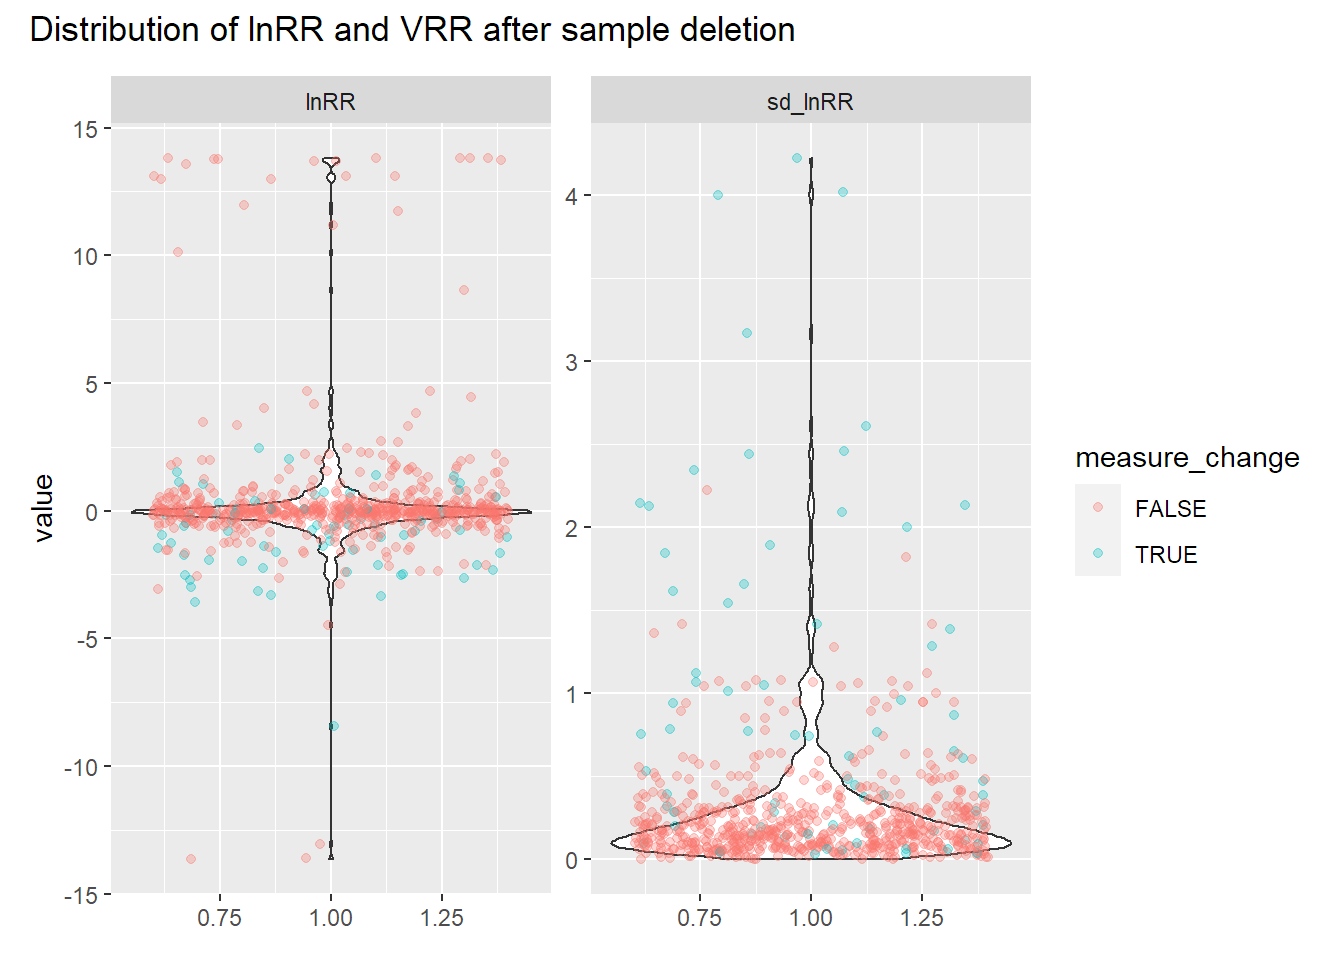 Distribution of lnRR and VRR after sample deletion
lnRR
sd_lnRR
value
15
10
5
0
-5
-10
-15
0.75 1.00 1.25
4
3
2
1
0
0.75 1.00 1.25
measure_change
FALSE
TRUE